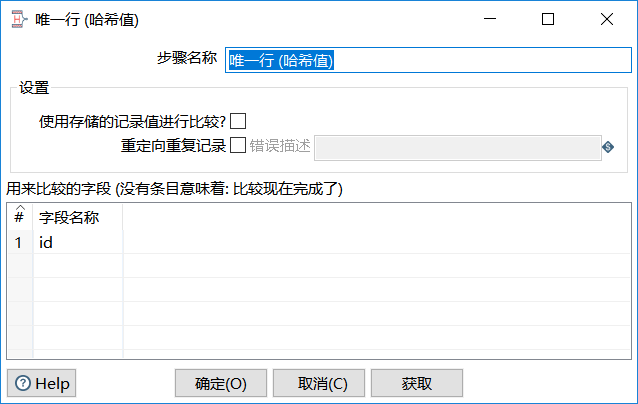 唯一行 (哈希值)
步骤名称 唯一行 (哈希值)
设置
使用存储的记录值进行比较?
重定向重复记录 错误描述
用来比较的字段 (没有条目意味着: 比较现在完成了)
# 字段名称
1 id
Help 确定(O) 取消(C) 获取